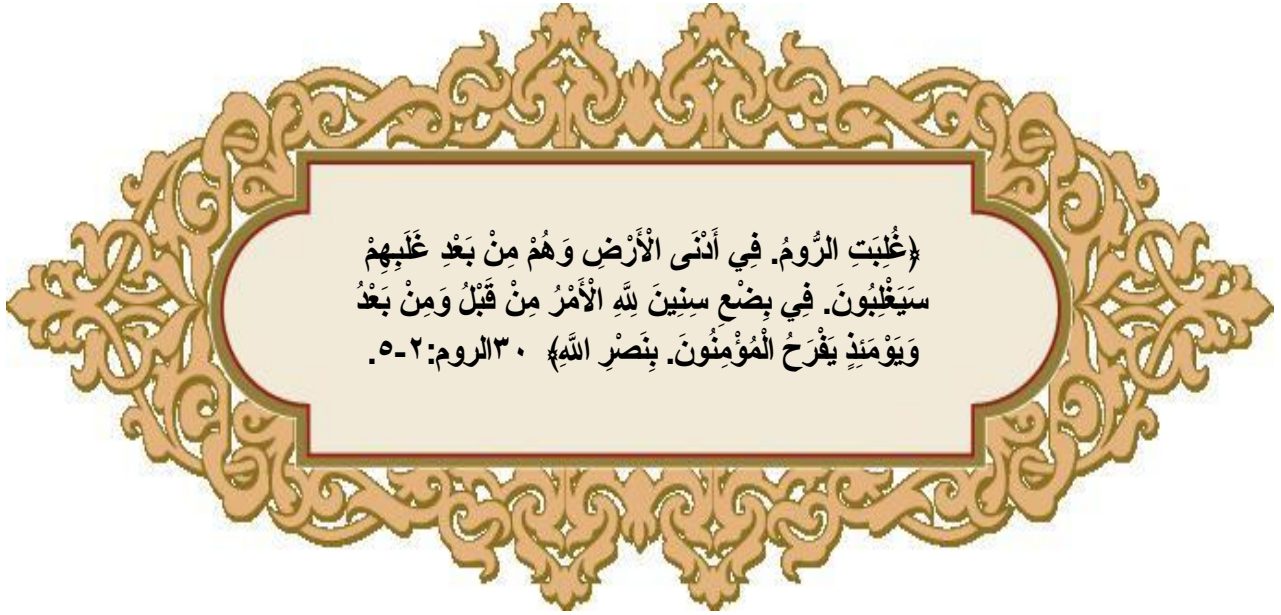 ﴿غُلِبَتِ الرُّومُ. فِي أَدْنَى الْأَرْضِ وَهُمْ مِنْ بَعْدِ غَلَبِهِمْ
سَيَغْلِبُونَ. فِي بِضْعِ سِنِينَ لِلَّهِ الْأَمْرُ مِنْ قَبْلُ وَمِنْ بَعْدُ
وَيَوْمَئِذٍ يَفْرَحُ الْمُؤْمِنُونَ. بِنَصْرِ اللَّهِ﴾ ٣٠الروم:٢-٥.